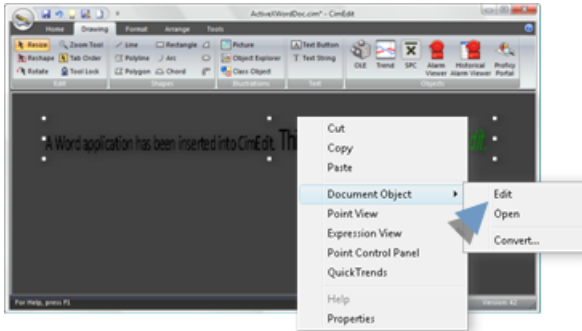 ActiveXWordDoc.cim* - CimEdit
Home Drawing Format Arrange Tools
Resize Zoom Tool Line Rectangle Picture A Text Button
Reshape Tab Order Polyline Arc Object Explorer T Text String
Rotate Tool Lock Polygon Chord Class Object
OLE Trend SPC Alarm Viewer Historical Alarm Viewer Proficy Portal
Edit Shapes Illustrations Text Objects
A Word application has been inserted into CimEdit. Thi
Edit.
Cut
Copy
Paste
Document Object
Edit
Open
Convert...
Point View
Expression View
Point Control Panel
QuickTrends
Help
Properties
For Help, press F1
Version: 42